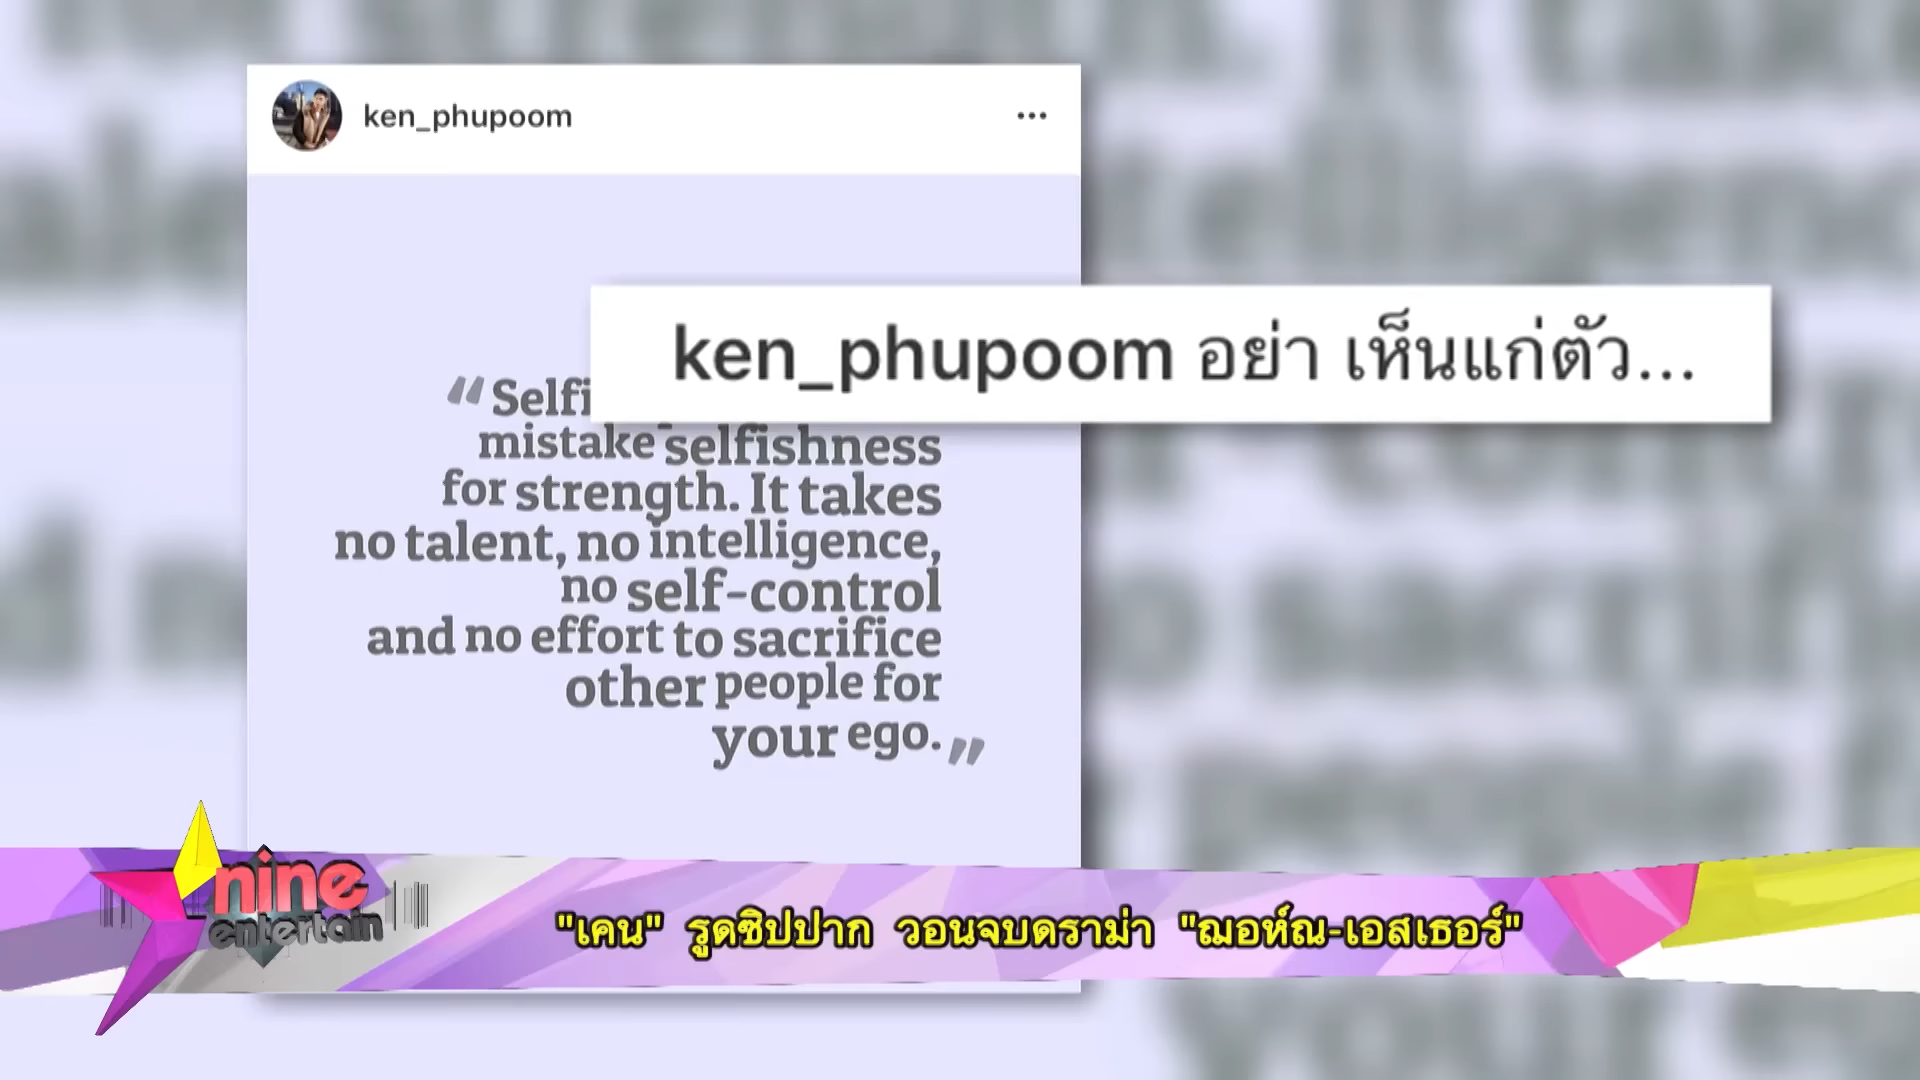 ken_phupoom
ken_phupoom อย่า เห็นแก่ตัว...
“ Selfi
mistake selfishness
for strength. It takes
no talent, no intelligence,
no self-control
and no effort to sacrifice
other people for
your ego. ”
nine
entertain
"เคน" รูดซิปปาก วอนจบดราม่า "ฌอห์ณ-เอสเธอร์"